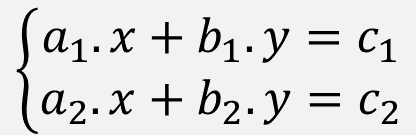 a₁. x + b₁. y = c₁
a₂. x + b₂. y = c₂